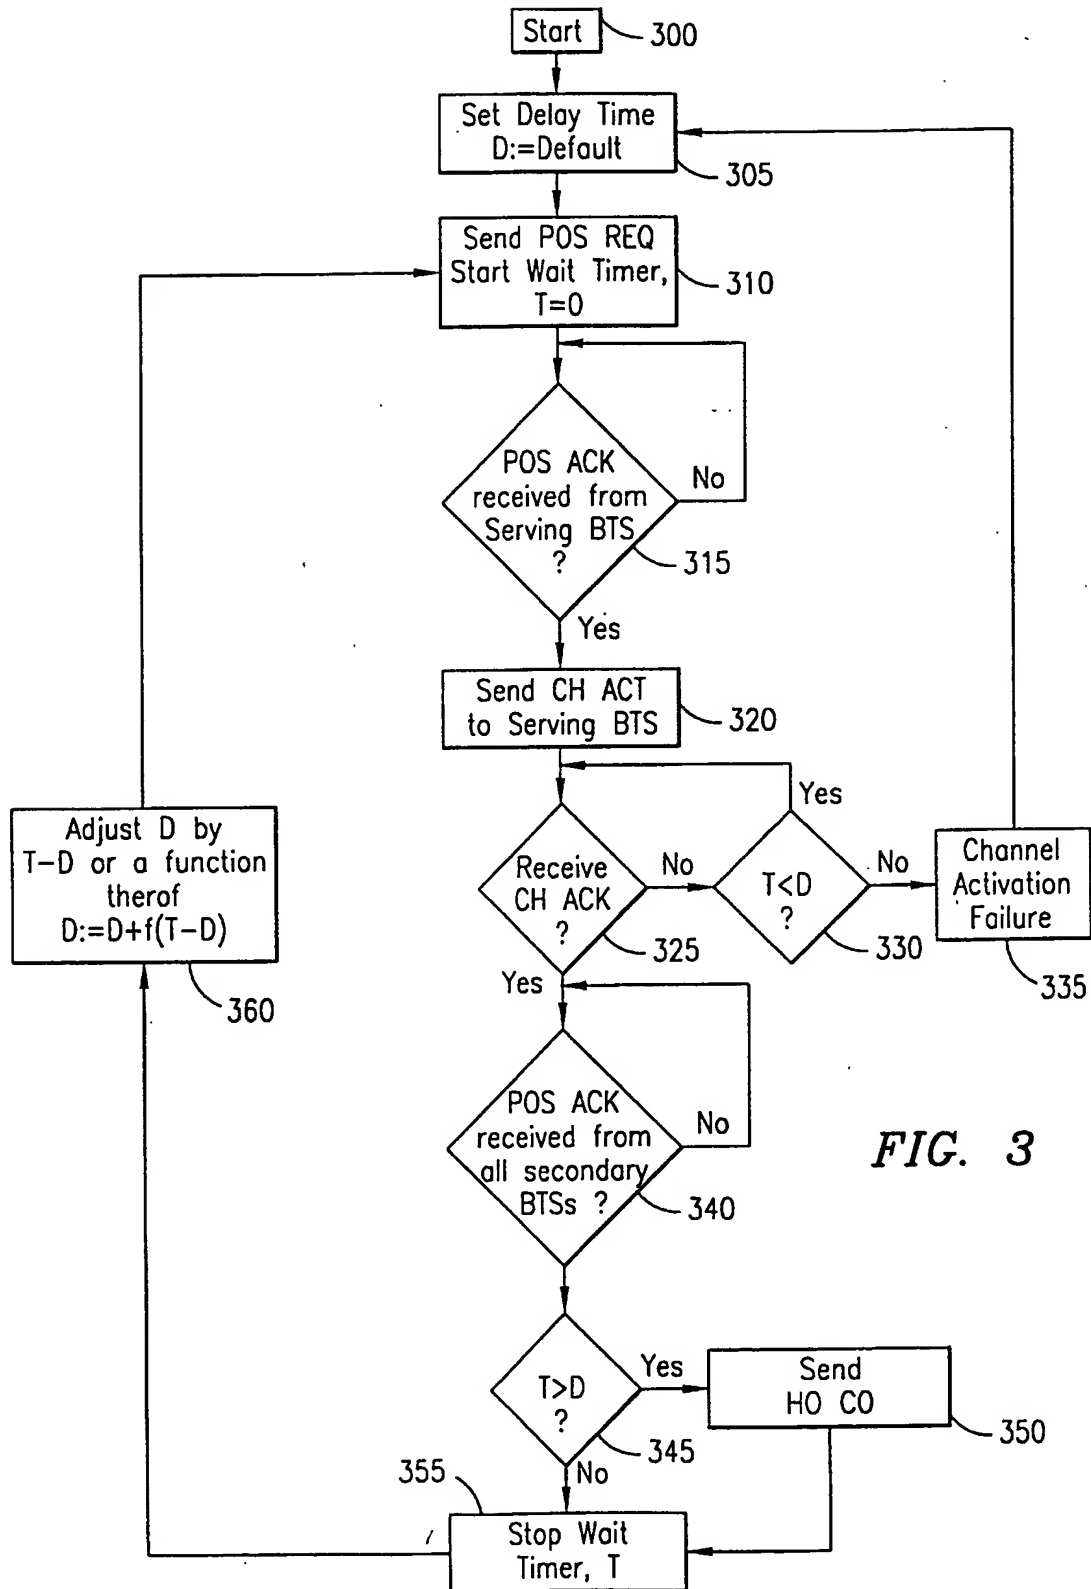 Start
300
Set Delay Time
D:=Default
305
Send POS REQ
Start Wait Timer,
T=0
310
POS ACK
received from
Serving BTS
?
No
315
Yes
Send CH ACT
to Serving BTS
320
Yes
Adjust D by
T-D or a function
therof
D:=D+f(T-D)
360
Receive
CH ACK
?
No
325
T<D
?
No
330
Channel
Activation
Failure
335
Yes
POS ACK
received from
all secondary
BTSs ?
No
340
FIG. 3
T>D
?
Yes
345
Send
HO CO
350
No
355
Stop Wait
Timer, T